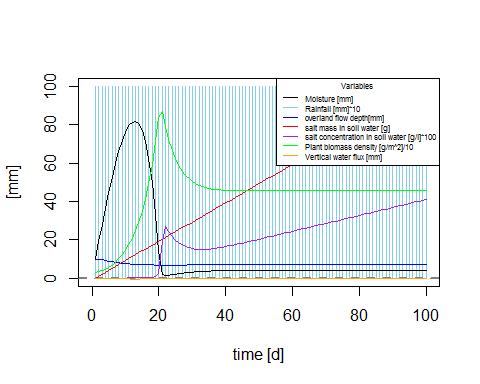 Variables
Moisture [mm]
Rainfall [mm]*10
overland flow depth[mm]
salt mass in soil water [g]
salt concentration in soil water [g/l]*100
Plant biomass density [g/m^2]/10
Vertical water flux [mm]
[mm]
100
80
60
40
20
0
0 20 40 60 80 100
time [d]